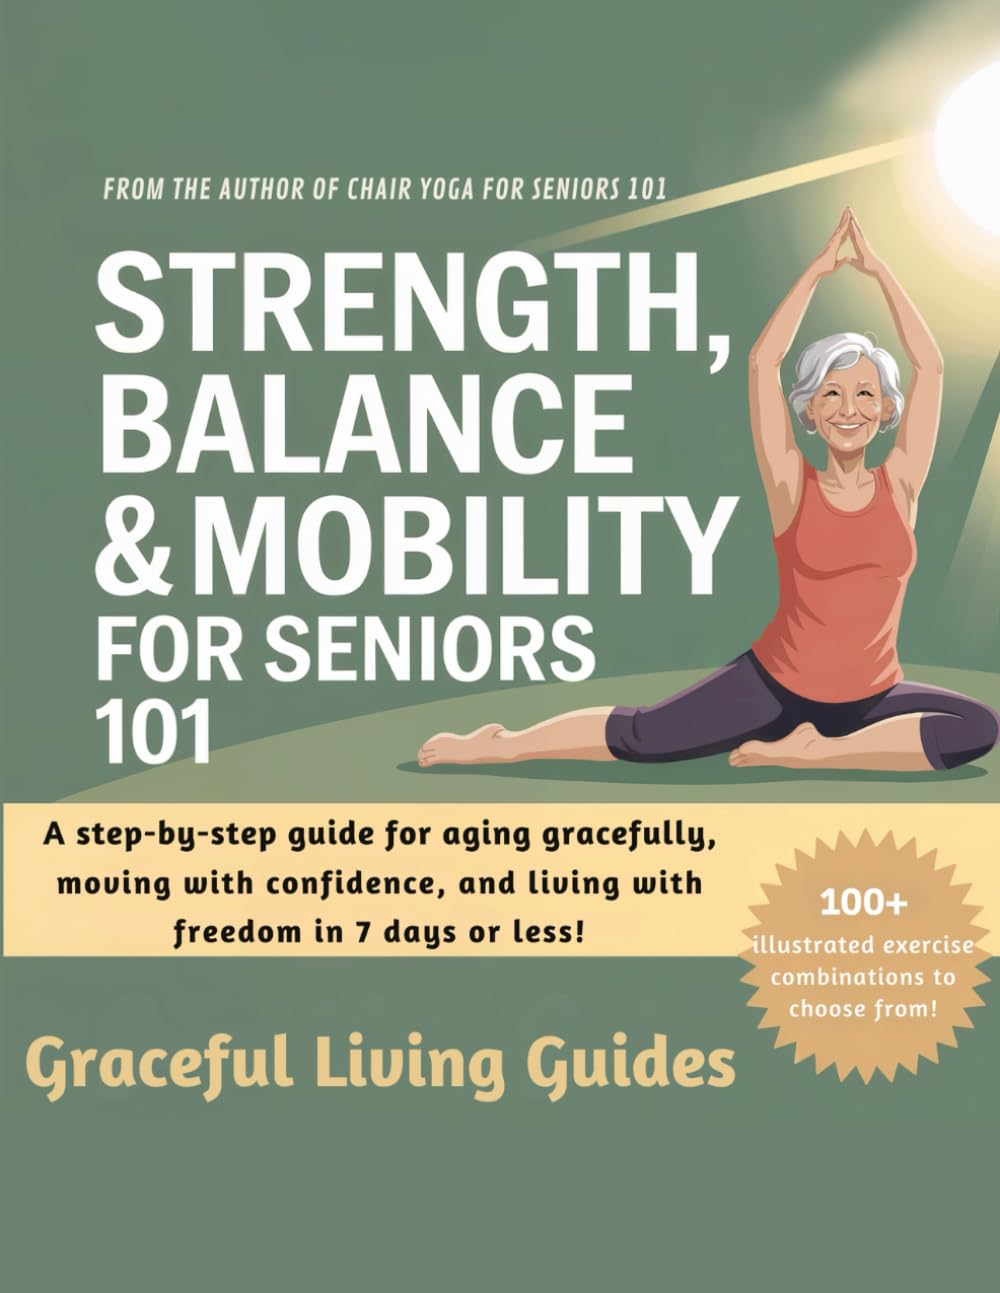 FROM THE AUTHOR OF CHAIR YOGA FOR SENIORS 101
STRENGTH,
BALANCE
& MOBILITY
FOR SENIORS
101
A step-by-step guide for aging gracefully,
moving with confidence, and living with
freedom in 7 days or less!
100+
illustrated exercise
combinations to
choose from!
Graceful Living Guides